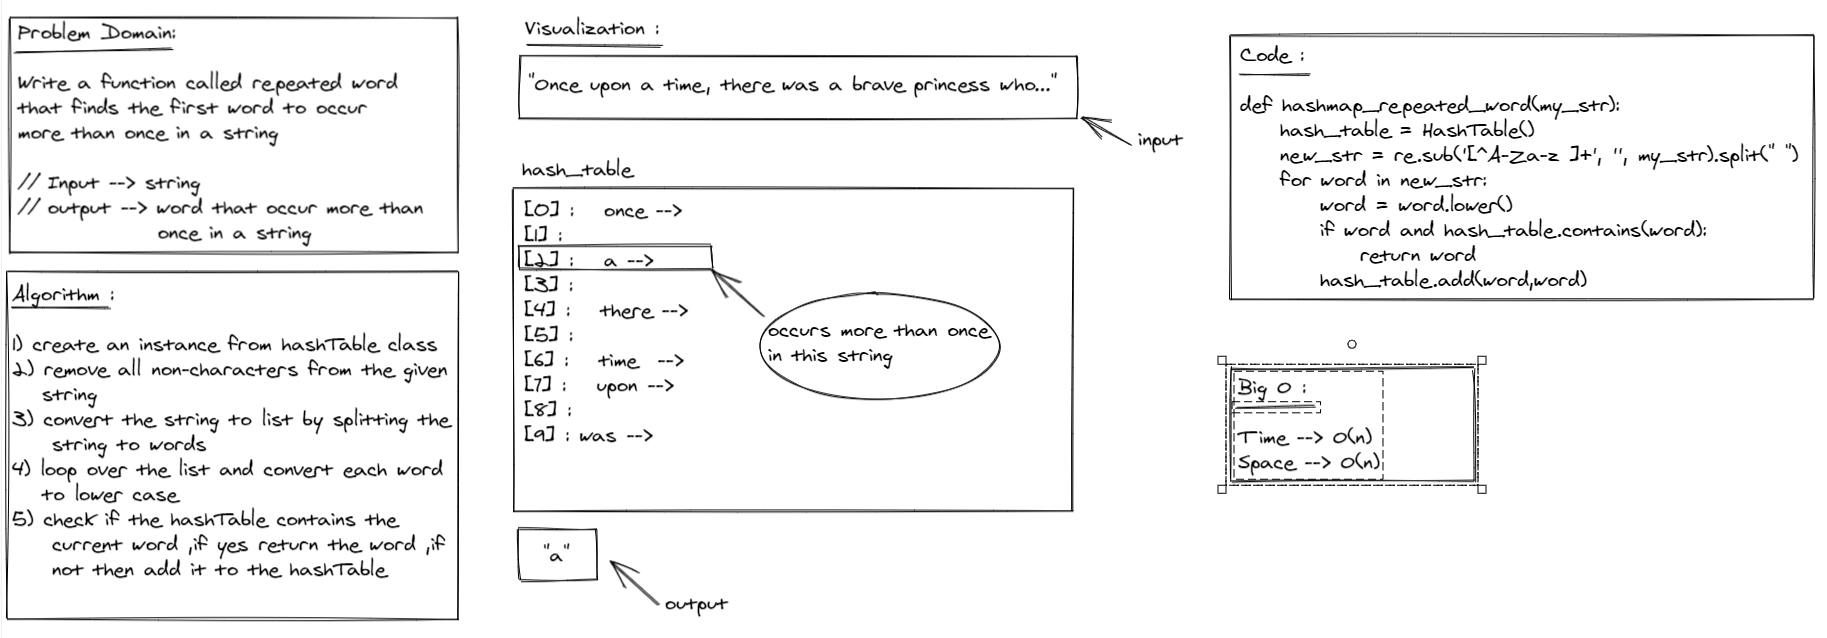 Problem Domain:
Write a function called repeated word
that finds the first word to occur
more than once in a string
// Input --> string
// output --> word that occur more than
once in a string
Algorithm :
1) create an instance from hashTable class
2) remove all non-characters from the given
string
3) convert the string to list by splitting the
string to words
4) loop over the list and convert each word
to lower case
5) check if the hashTable contains the
current word ,if yes return the word ,if
not then add it to the hashTable
Visualization :
"Once upon a time, there was a brave princess who..."
input
hash_table
[0] : once -->
[1] :
[2] : a -->
[3] :
[4] : there -->
[5] :
[6] : time -->
[7] : upon -->
[8] :
[9] : was -->
occurs more than once
in this string
"a"
output
Code :
def hashmap_repeated_word(my_str):
hash_table = HashTable()
new_str = re.sub('[^A-Za-z ]+', '', my_str).split(" ")
for word in new_str:
word = word.lower()
if word and hash_table.contains(word):
return word
hash_table.add(word,word)
Big O :
Time --> O(n)
Space --> O(n)